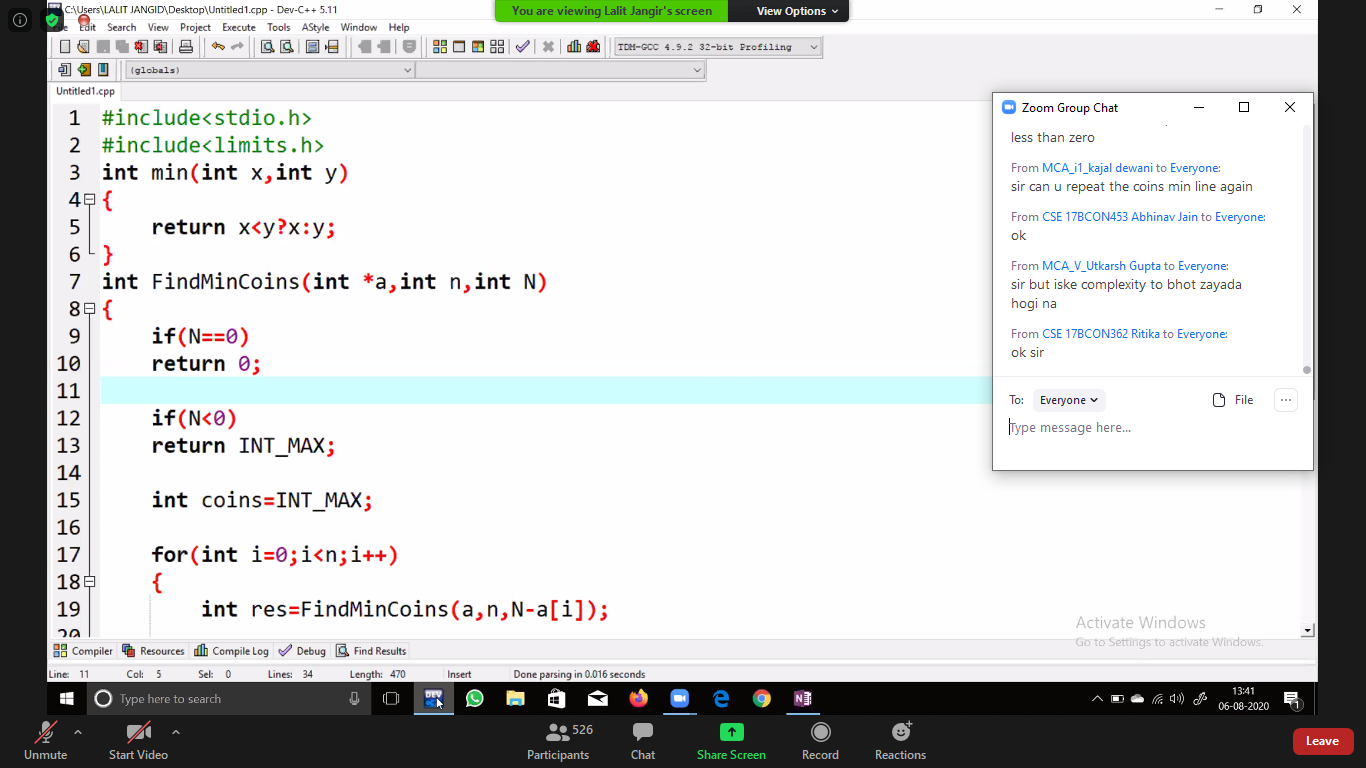 C:\Users\LALIT JANGID\Desktop\Untitled1.cpp - Dev-C++ 5.11
You are viewing Lalit Jangir's screen
View Options
Edit Search View Project Execute Tools AStyle Window Help
TDM-GCC 4.9.2 32-bit Profiling
(globals)
Untitled1.cpp
1 #include<stdio.h>
2 #include<limits.h>
3 int min(int x,int y)
4 {
5 return x<y?x:y;
6 }
7 int FindMinCoins(int *a,int n,int N)
8 {
9 if(N==0)
10 return 0;
11
12 if(N<0)
13 return INT_MAX;
14
15 int coins=INT_MAX;
16
17 for(int i=0;i<n;i++)
18 {
19 int res=FindMinCoins(a,n,N-a[i]);
20
Zoom Group Chat
less than zero
From MCA_i1_kajal dewani to Everyone:
sir can u repeat the coins min line again
From CSE 17BCON453 Abhinav Jain to Everyone:
ok
From MCA_V_Utkarsh Gupta to Everyone:
sir but iske complexity to bhot zayada
hogi na
From CSE 17BCON362 Ritika to Everyone:
ok sir
To: Everyone File
Type message here...
Activate Windows
Go to Settings to activate Windows.
Compiler Resources Compile Log Debug Find Results
Line: 11 Col: 5 Sel: 0 Lines: 34 Length: 470 Insert Done parsing in 0.016 seconds
Type here to search
DEV
13:41
06-08-2020
1
Unmute Start Video Participants 526 Chat Share Screen Record Reactions Leave